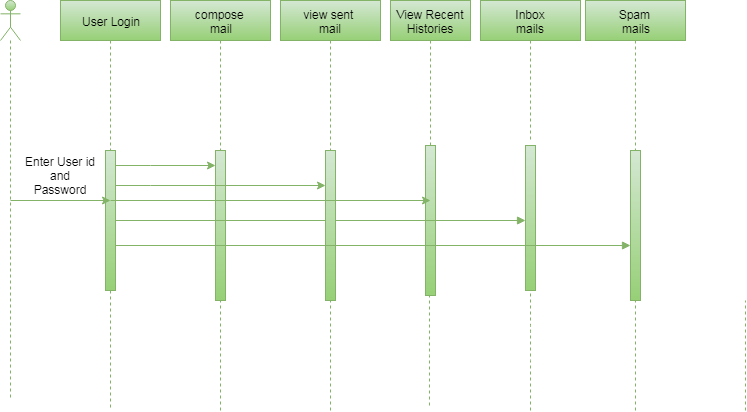 User Login
compose
mail
view sent
mail
View Recent
Histories
Inbox
mails
Spam
mails
Enter User id
and
Password